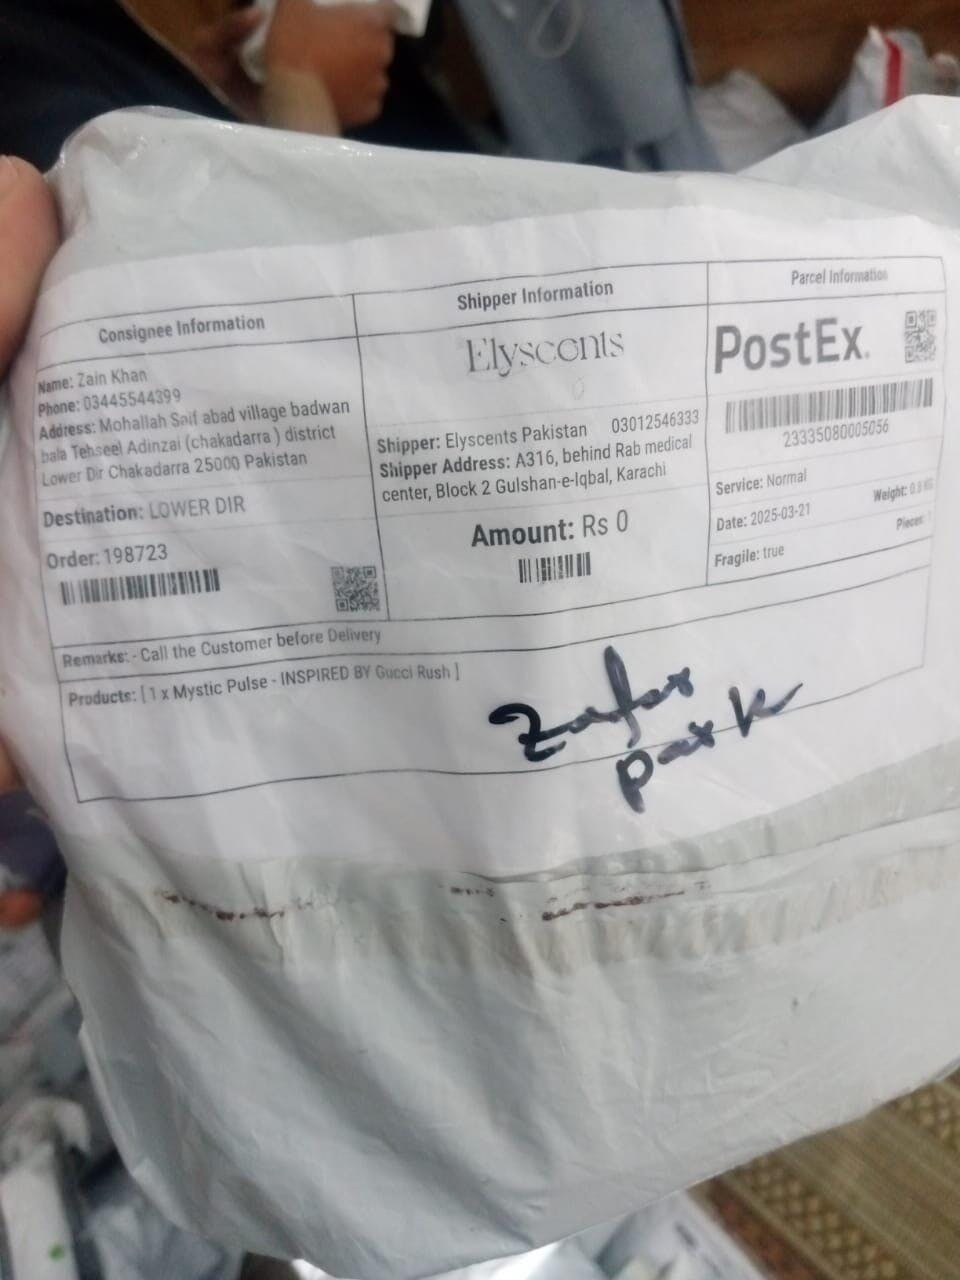 Consignee Information
Name: Zain Khan
Phone: 03445544399
Address: Mohallah Saif abad village badwan
bala Tehseel Adinzai (chakadarra ) district
Lower Dir Chakadarra 25000 Pakistan
Destination: LOWER DIR
Order: 198723
Shipper Information
Elyscents
Shipper: Elyscents Pakistan 03012546333
Shipper Address: A316, behind Rab medical
center, Block 2 Gulshan-e-Iqbal, Karachi
Amount: Rs 0
Parcel Information
PostEx.
23335080005056
Service: Normal
Weight:
Date: 2025-03-21
Pieces:
Fragile: true
Remarks: - Call the Customer before Delivery
Products: [ 1 x Mystic Pulse - INSPIRED BY Gucci Rush ]
Zafar
park